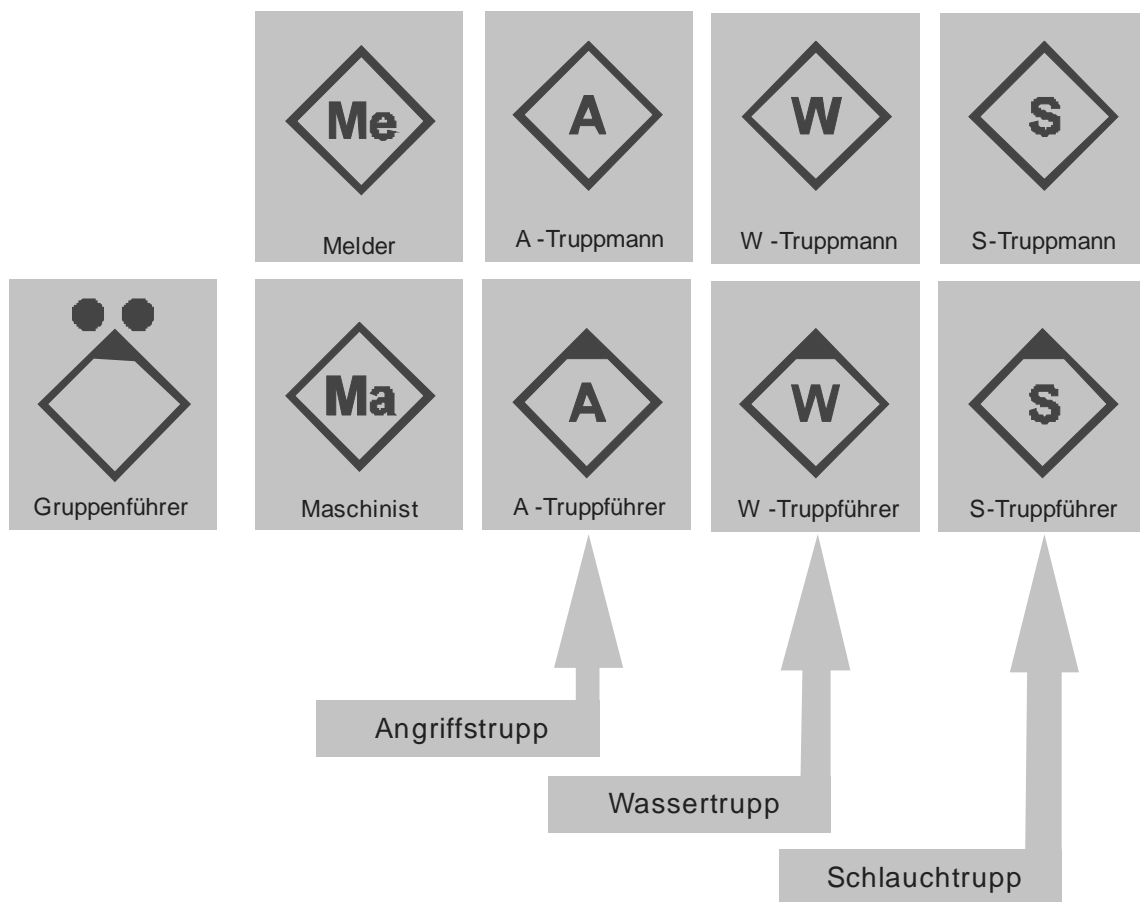 Me
A
W
S
Melder
A -Truppmann
W -Truppmann
S-Truppmann
Ma
A
W
S
Gruppenführer
Maschinist
A -Truppführer
W -Truppführer
S-Truppführer
Angriffstrupp
Wassertrupp
Schlauchtrupp